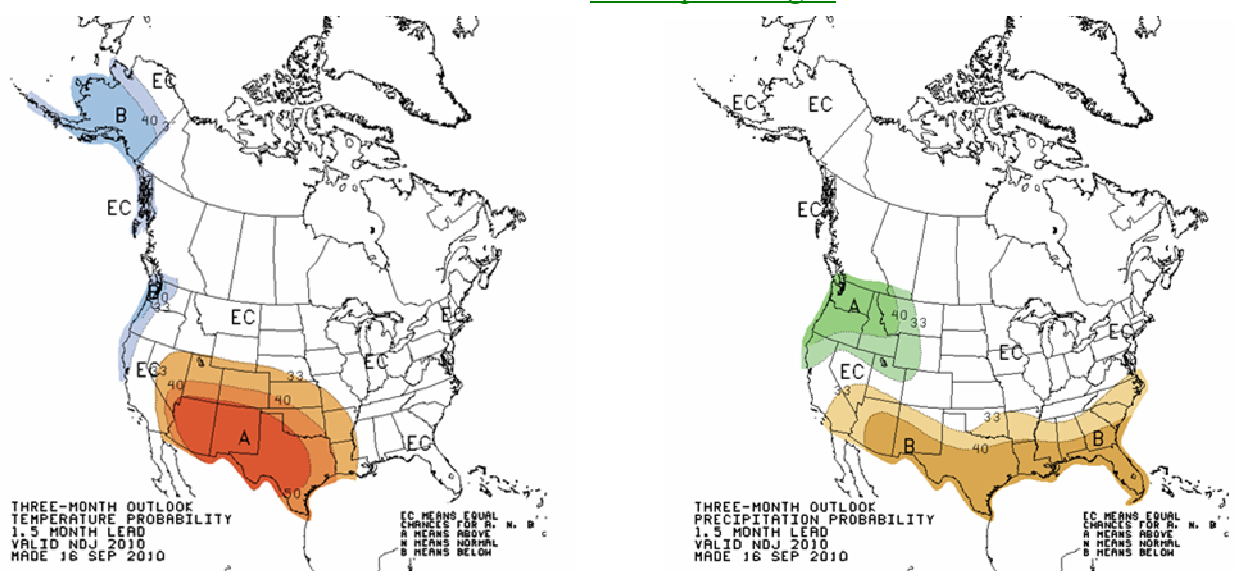 EC
B
40
3
EC
B
EC
EC
EC
EC
33
33
40
40
A
EC
50
THREE-MONTH OUTLOOK
TEMPERATURE PROBABILITY
1.5 MONTH LEAD
VALID NDJ 2010
MADE 16 SEP 2010
EC MEANS EQUAL
CHANCES FOR A, N, B
A MEANS ABOVE
N MEANS NORMAL
B MEANS BELOW
EC
EC
EC
A
40
33
EC
EC
EC
33
33
40
B
B
THREE-MONTH OUTLOOK
PRECIPITATION PROBABILITY
1.5 MONTH LEAD
VALID NDJ 2010
MADE 16 SEP 2010
EC MEANS EQUAL
CHANCES FOR A, N, B
A MEANS ABOVE
N MEANS NORMAL
B MEANS BELOW